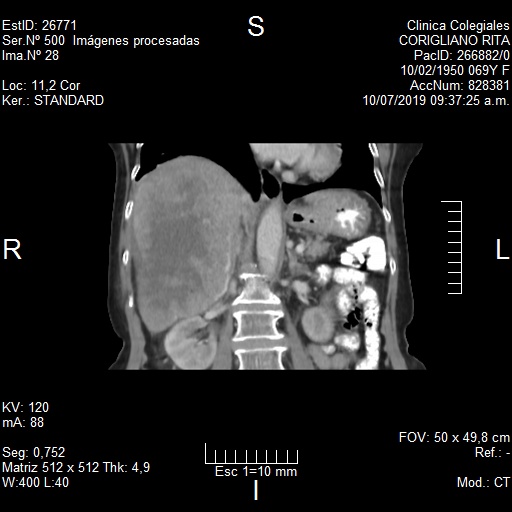 EstID: 26771
Ser.Nº 500 Imágenes procesadas
Ima.Nº 28
Loc: 11,2 Cor
Ker.: STANDARD
S
Clinica Colegiales
CORIGLIANO RITA
PacID: 266882/0
10/02/1950 069Y F
AccNum: 828381
10/07/2019 09:37:25 a.m.
R
L
KV: 120
mA: 88
Seg: 0,752
Matriz 512 x 512 Thk: 4,9
W:400 L:40
Esc 1=10 mm
I
FOV: 50 x 49,8 cm
Ref.: -
Mod.: CT